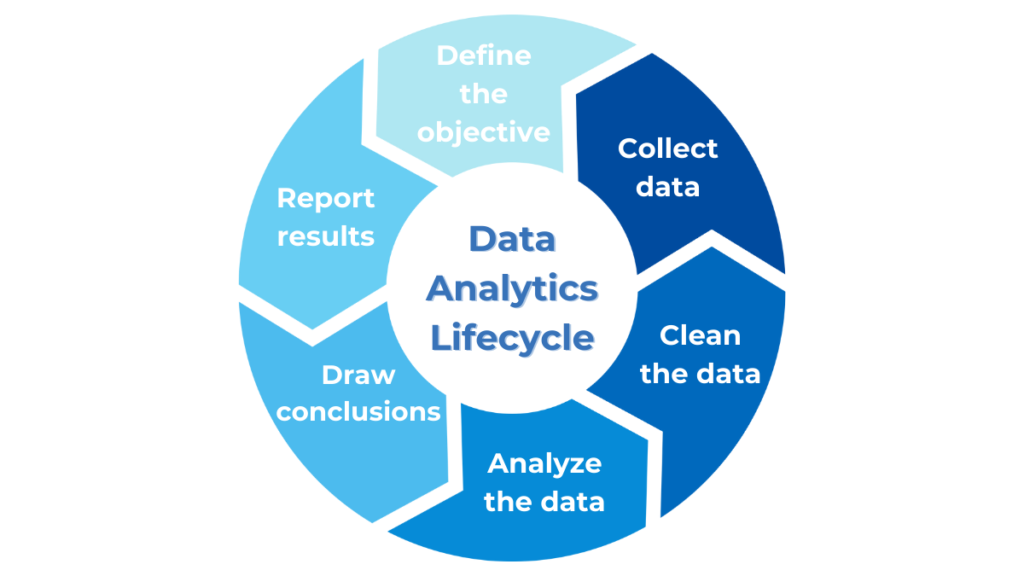 Define
the
objective
Collect
data
Clean
the data
Analyze
the data
Draw
conclusions
Report
results
Data
Analytics
Lifecycle